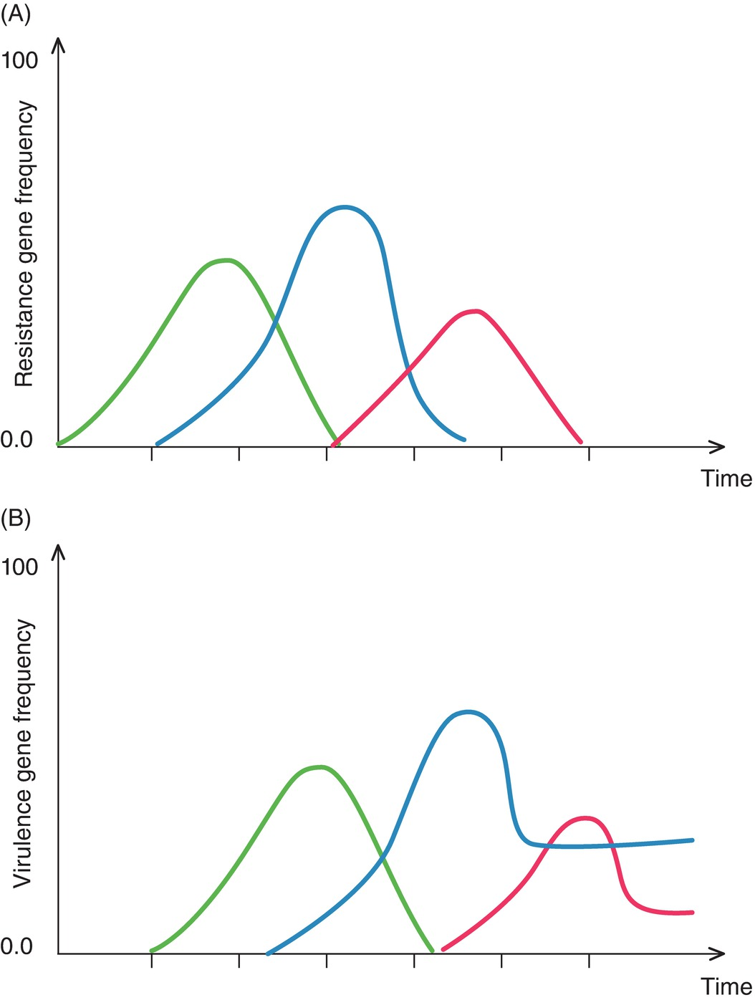 (A)
100
Resistance gene frequency
0.0
Time
(B)
100
Virulence gene frequency
0.0
Time